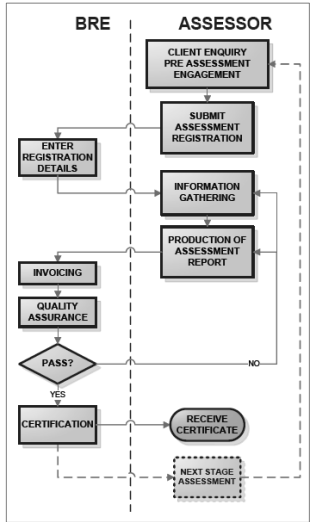 BRE
ASSESSOR
CLIENT ENQUIRY
PRE ASSESSMENT
ENGAGEMENT
SUBMIT
ASSESSMENT
REGISTRATION
ENTER
REGISTRATION
DETAILS
INFORMATION
GATHERING
PRODUCTION OF
ASSESSMENT
REPORT
INVOICING
QUALITY
ASSURANCE
PASS?
NO
YES
CERTIFICATION
RECEIVE
CERTIFICATE
NEXT STAGE
ASSESSMENT